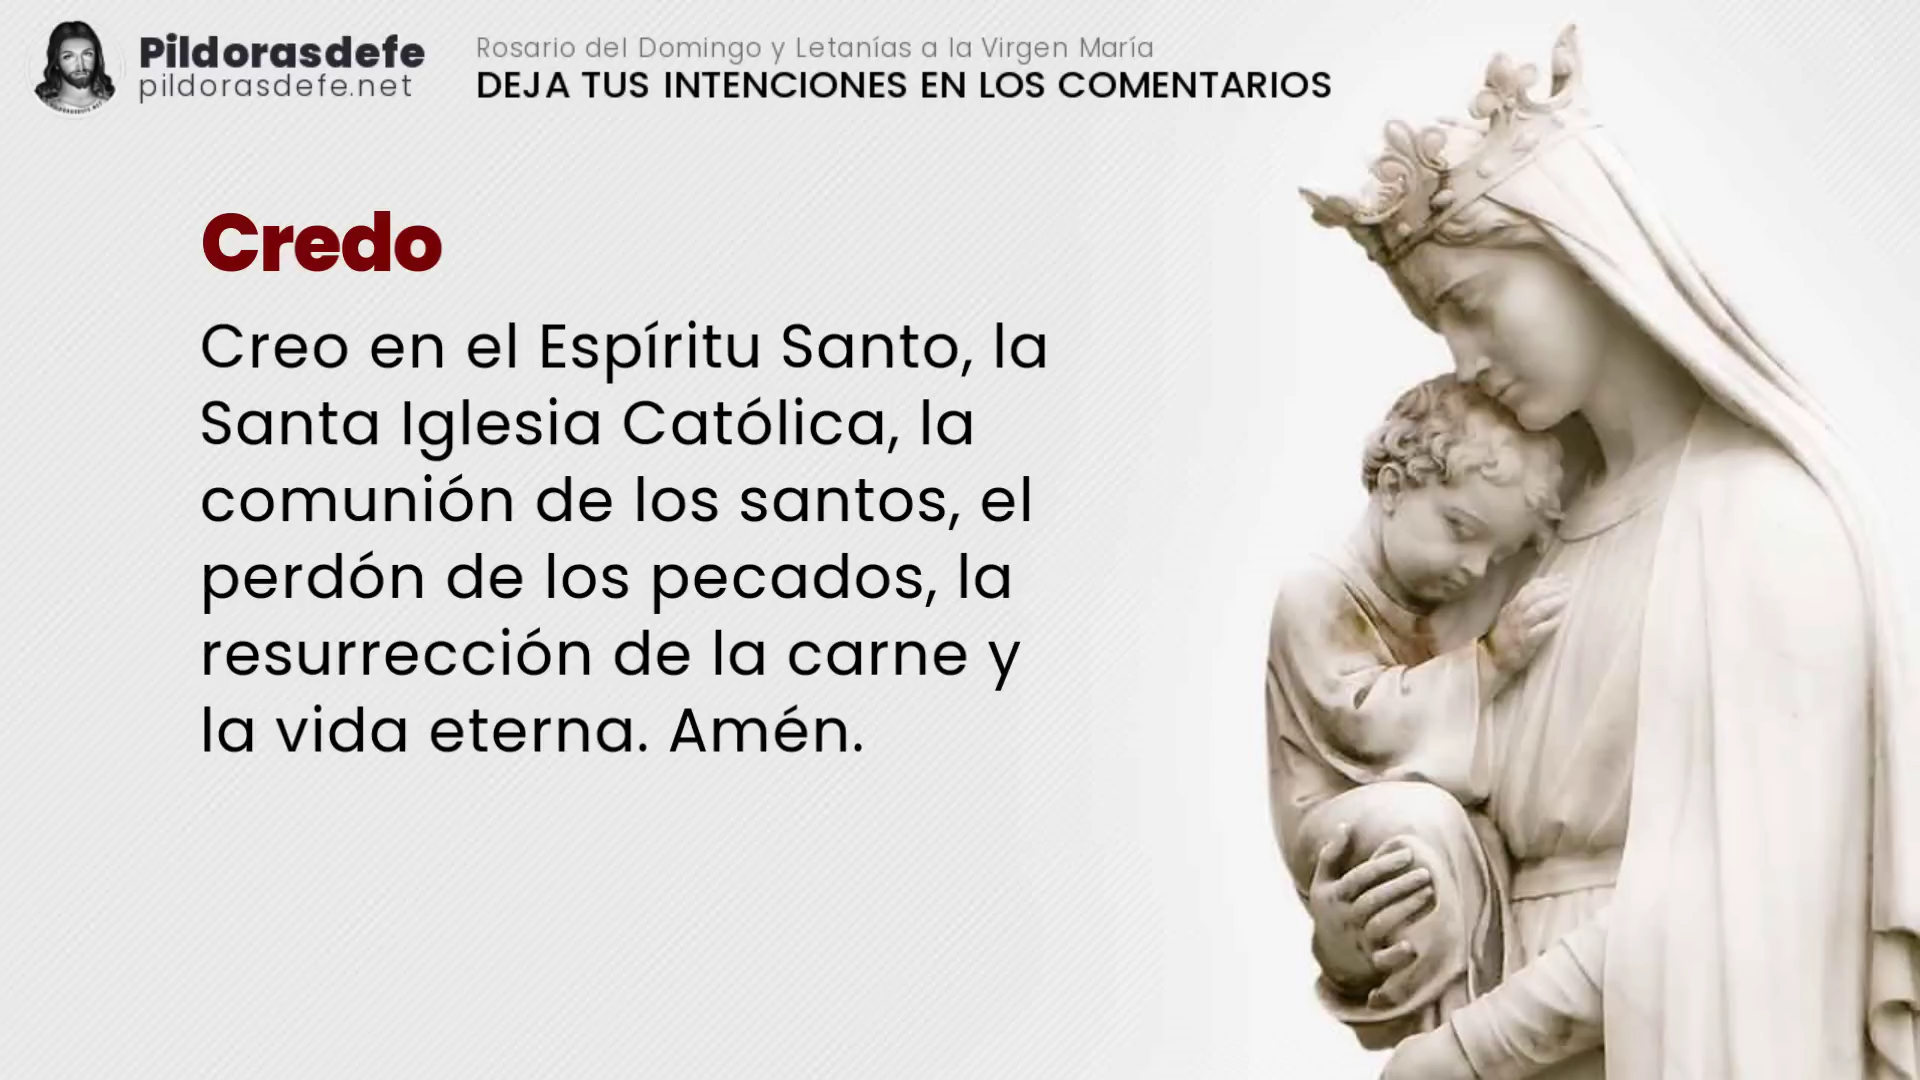 Pildorasdefe
pildorasdefe.net
Rosario del Domingo y Letanías a la Virgen María
DEJA TUS INTENCIONES EN LOS COMENTARIOS
Credo
Creo en el Espíritu Santo, la
Santa Iglesia Católica, la
comunión de los santos, el
perdón de los pecados, la
resurrección de la carne y
la vida eterna. Amén.